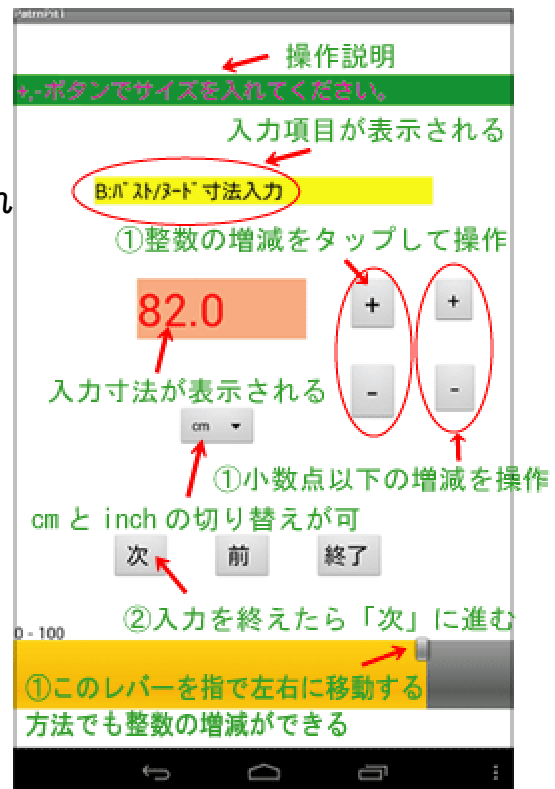 PatrnPit1
操作説明
+,-ボタンでサイズを入れてください。
入力項目が表示される
B:ﾊﾞｽﾄ/ﾇｰﾄﾞ寸法入力
れ
①整数の増減をタップして操作
82.0
+
+
-
-
入力寸法が表示される
cm
①小数点以下の増減を操作
cm と inch の切り替えが可
次
前
終了
②入力を終えたら「次」に進む
0 - 100
①このレバーを指で左右に移動する
方法でも整数の増減ができる